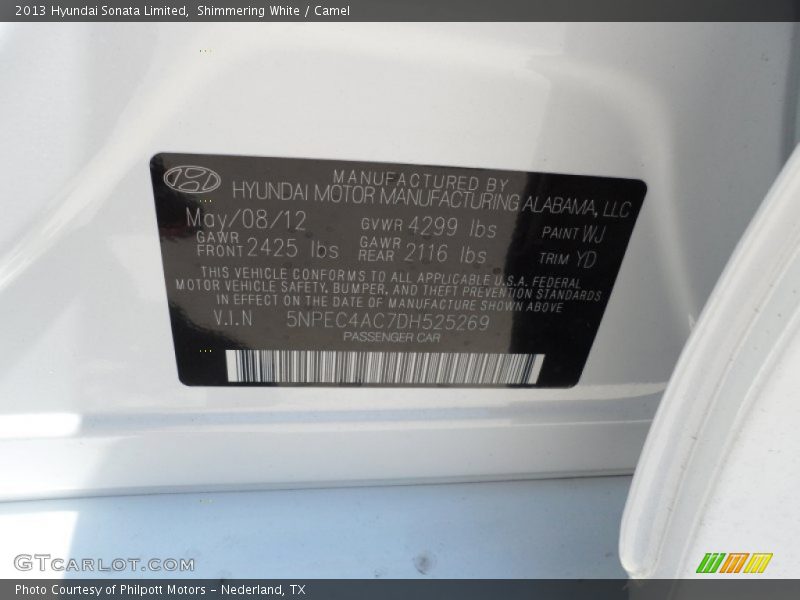 2013 Hyundai Sonata Limited, Shimmering White / Camel
MANUFACTURED BY
HYUNDAI MOTOR MANUFACTURING ALABAMA, LLC
May/08/12 GVWR 4299 lbs PAINT WJ
GAWR FRONT 2425 lbs GAWR REAR 2116 lbs TRIM YD
THIS VEHICLE CONFORMS TO ALL APPLICABLE U.S.A. FEDERAL
MOTOR VEHICLE SAFETY, BUMPER, AND THEFT PREVENTION STANDARDS
IN EFFECT ON THE DATE OF MANUFACTURE SHOWN ABOVE
V.I.N 5NPEC4AC7DH525269
PASSENGER CAR
GTCARLOT.COM
Photo Courtesy of Philpott Motors – Nederland, TX